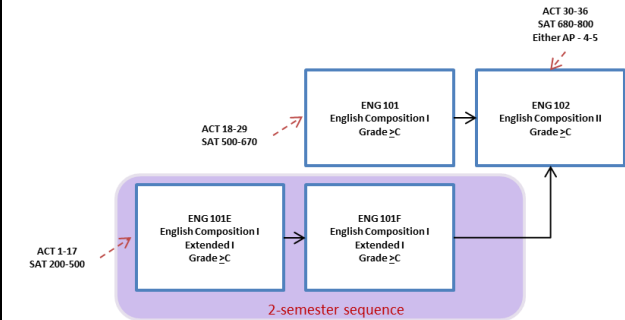 ACT 30-36
SAT 680-800
Either AP - 4-5
ENG 101
English Composition I
Grade ≥C
ENG 102
English Composition II
Grade ≥C
ACT 18-29
SAT 500-670
ENG 101E
English Composition I
Extended I
Grade ≥C
ENG 101F
English Composition I
Extended I
Grade ≥C
ACT 1-17
SAT 200-500
2-semester sequence